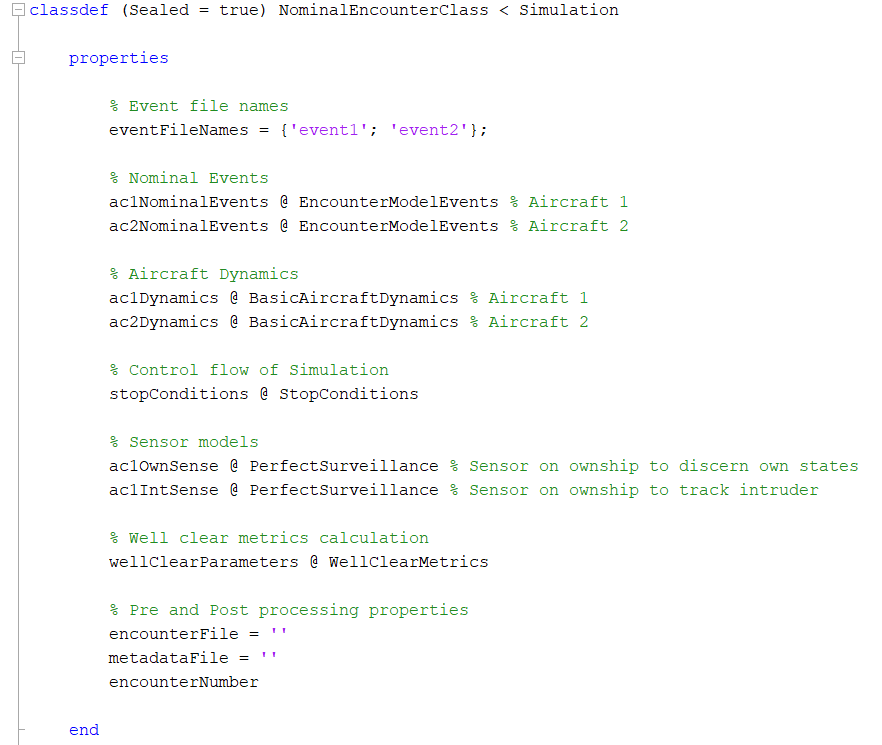 classdef (Sealed = true) NominalEncounterClass < Simulation
properties
% Event file names
eventFileNames = {'event1'; 'event2'};
% Nominal Events
ac1NominalEvents @ EncounterModelEvents % Aircraft 1
ac2NominalEvents @ EncounterModelEvents % Aircraft 2
% Aircraft Dynamics
ac1Dynamics @ BasicAircraftDynamics % Aircraft 1
ac2Dynamics @ BasicAircraftDynamics % Aircraft 2
% Control flow of Simulation
stopConditions @ StopConditions
% Sensor models
ac1OwnSense @ PerfectSurveillance % Sensor on ownship to discern own states
ac1IntSense @ PerfectSurveillance % Sensor on ownship to track intruder
% Well clear metrics calculation
wellClearParameters @ WellClearMetrics
% Pre and Post processing properties
encounterFile = ''
metadataFile = ''
encounterNumber
end